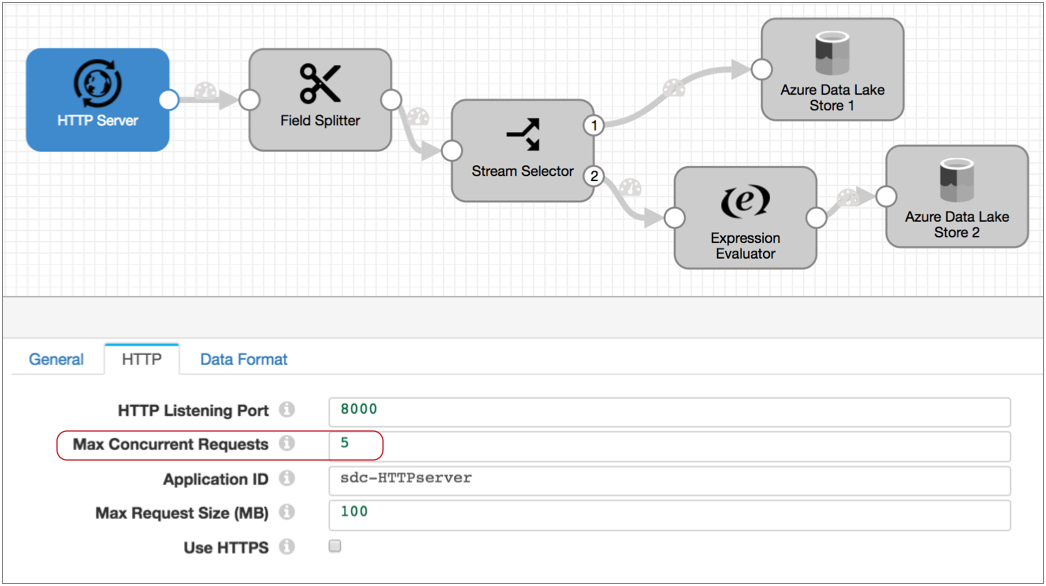 HTTP Server
Field Splitter
Stream Selector
1
2
Azure Data Lake
Store 1
Expression
Evaluator
Azure Data Lake
Store 2
General
HTTP
Data Format
HTTP Listening Port 8000
Max Concurrent Requests 5
Application ID sdc-HTTPserver
Max Request Size (MB) 100
Use HTTPS